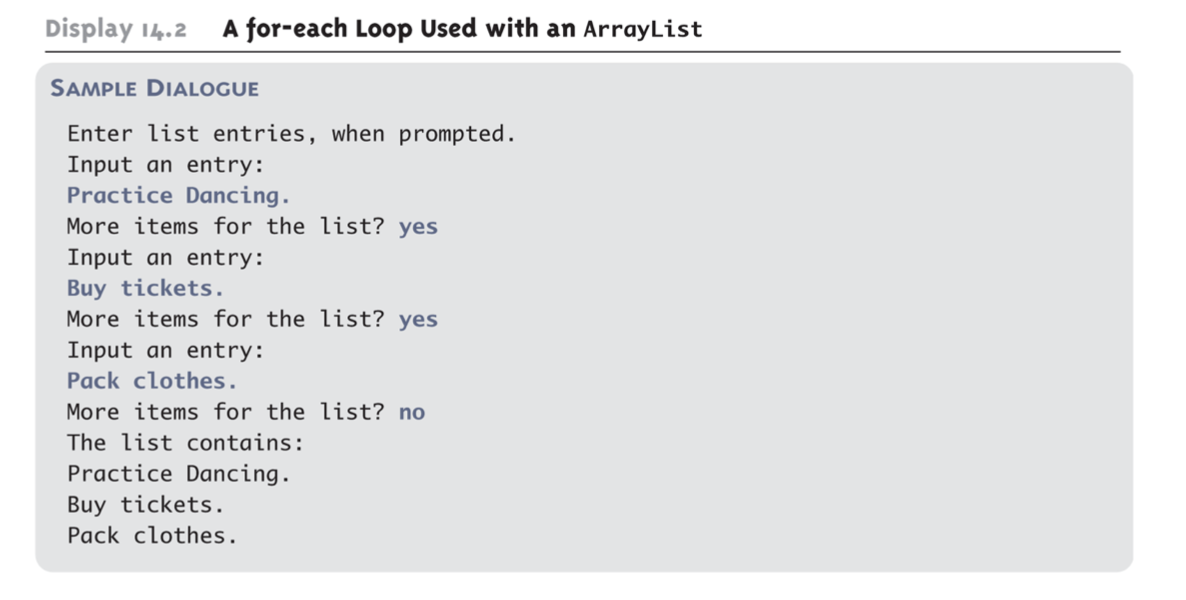 Display 14.2 A for-each Loop Used with an ArrayList
SAMPLE DIALOGUE
Enter list entries, when prompted.
Input an entry:
Practice Dancing.
More items for the list? yes
Input an entry:
Buy tickets.
More items for the list? yes
Input an entry:
Pack clothes.
More items for the list? no
The list contains:
Practice Dancing.
Buy tickets.
Pack clothes.